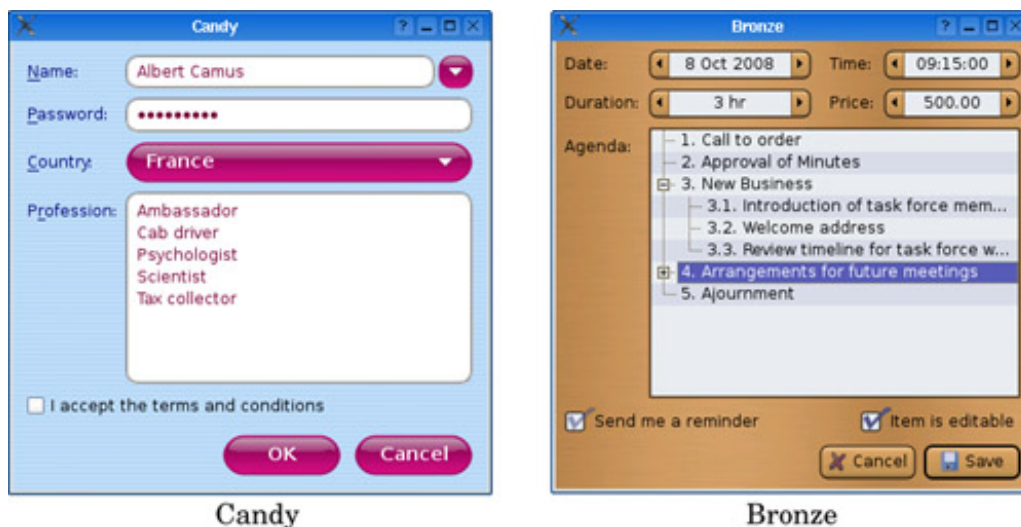 Candy
Name: Albert Camus
Password: •••••••••
Country: France
Profession: Ambassador
Cab driver
Psychologist
Scientist
Tax collector
I accept the terms and conditions
OK Cancel
Candy
Bronze
Date: 8 Oct 2008 Time: 09:15:00
Duration: 3 hr Price: 500.00
Agenda: 1. Call to order
2. Approval of Minutes
3. New Business
3.1. Introduction of task force mem...
3.2. Welcome address
3.3. Review timeline for task force w...
4. Arrangements for future meetings
5. Ajournment
Send me a reminder Item is editable
Cancel Save
Bronze